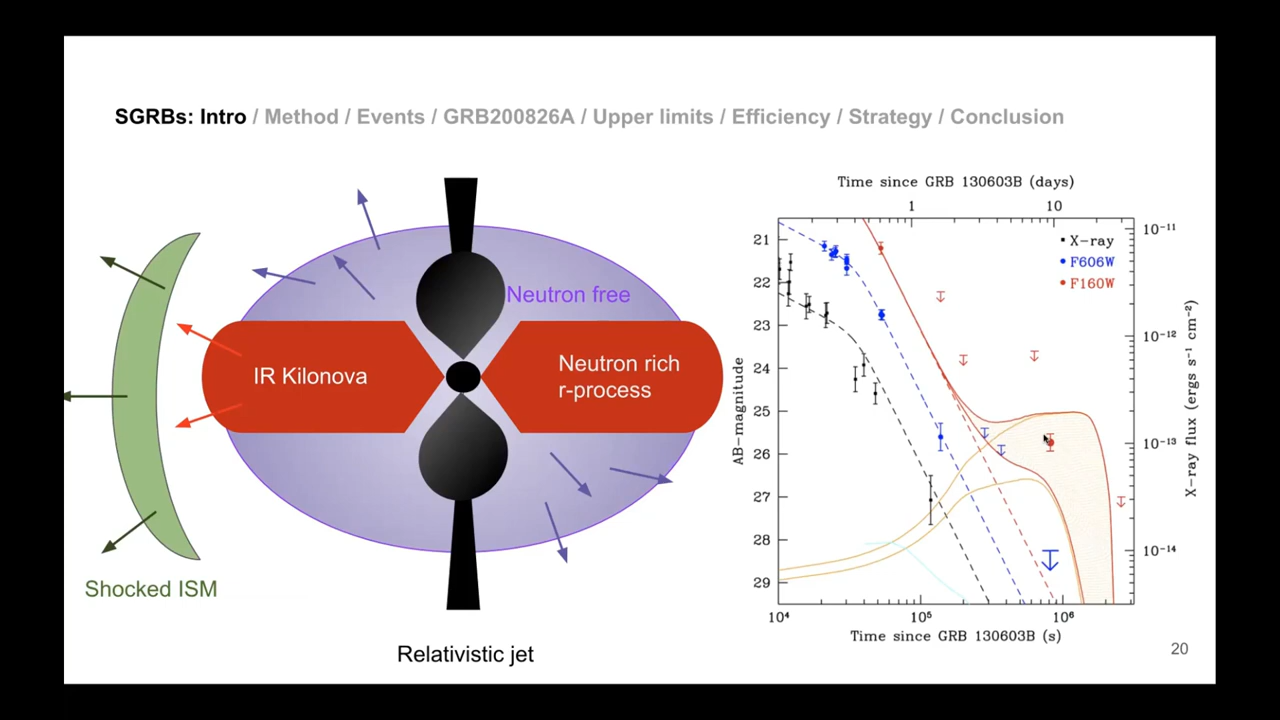 SGRBs: Intro / Method / Events / GRB200826A / Upper limits / Efficiency / Strategy / Conclusion
Neutron free
IR Kilonova
Neutron rich
r-process
Shocked ISM
Relativistic jet
Time since GRB 130603B (days)
1 10
X-ray
F606W
F160W
AB-magnitude
21
22
23
24
25
26
27
28
29
10⁻¹¹
10⁻¹²
10⁻¹³
10⁻¹⁴
X-ray flux (ergs s⁻¹ cm⁻²)
10⁴ 10⁵ 10⁶
Time since GRB 130603B (s)
20